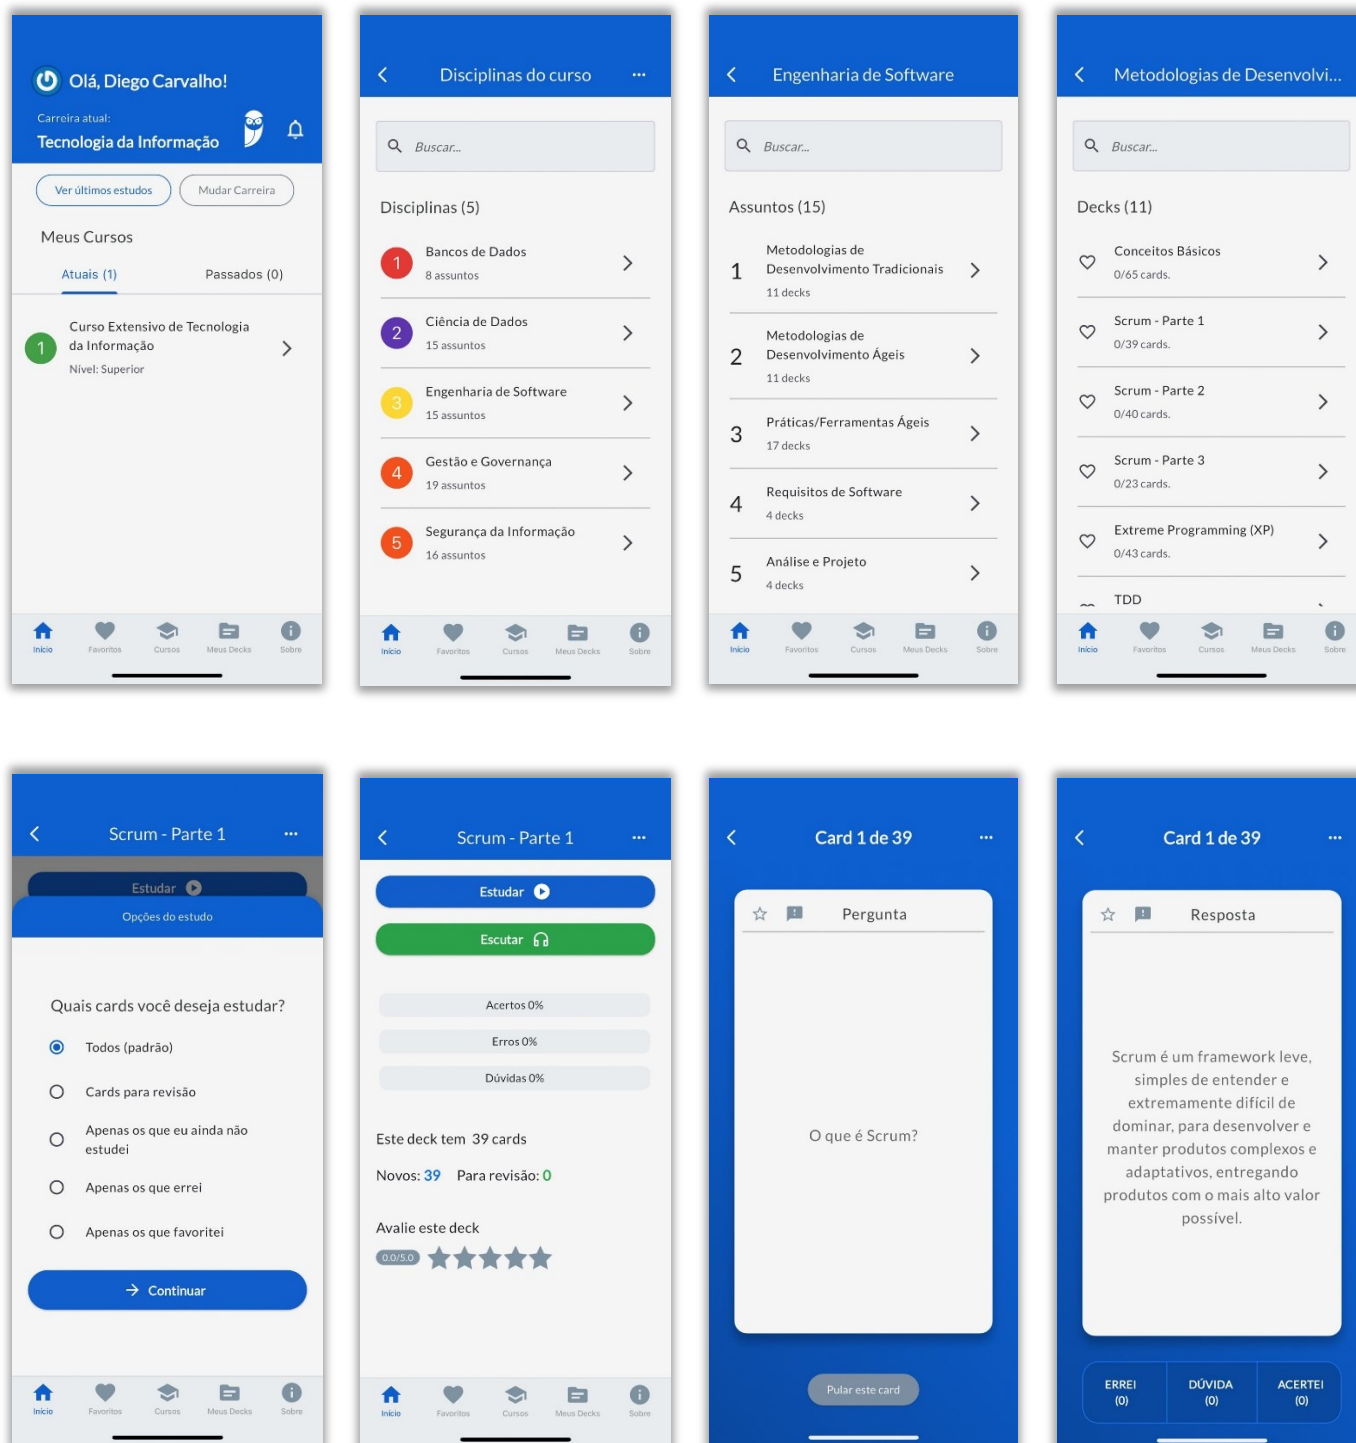 Olá, Diego Carvalho!
Carreira atual:
Tecnologia da Informação
Ver últimos estudos
Mudar Carreira
Meus Cursos
Atuais (1)
Passados (0)
1
Curso Extensivo de Tecnologia
da Informação
Nível: Superior
Início
Favoritos
Cursos
Meus Decks
Sobre
Disciplinas do curso
Buscar...
Disciplinas (5)
1
Bancos de Dados
8 assuntos
2
Ciência de Dados
15 assuntos
3
Engenharia de Software
15 assuntos
4
Gestão e Governança
19 assuntos
5
Segurança da Informação
16 assuntos
Início
Favoritos
Cursos
Meus Decks
Sobre
Engenharia de Software
Buscar...
Assuntos (15)
1
Metodologias de
Desenvolvimento Tradicionais
11 decks
2
Metodologias de
Desenvolvimento Ágeis
11 decks
3
Práticas/Ferramentas Ágeis
17 decks
4
Requisitos de Software
4 decks
5
Análise e Projeto
4 decks
Início
Favoritos
Cursos
Meus Decks
Sobre
Metodologias de Desenvolvi...
Buscar...
Decks (11)
Conceitos Básicos
0/65 cards.
Scrum - Parte 1
0/39 cards.
Scrum - Parte 2
0/40 cards.
Scrum - Parte 3
0/23 cards.
Extreme Programming (XP)
0/43 cards.
TDD
Início
Favoritos
Cursos
Meus Decks
Sobre
Scrum - Parte 1
Estudar
Opções do estudo
Quais cards você deseja estudar?
Todos (padrão)
Cards para revisão
Apenas os que eu ainda não
estudei
Apenas os que errei
Apenas os que favoritei
Continuar
Início
Favoritos
Cursos
Meus Decks
Sobre
Scrum - Parte 1
Estudar
Escutar
Acertos 0%
Erros 0%
Dúvidas 0%
Este deck tem 39 cards
Novos: 39 Para revisão: 0
Avalie este deck
0.0/5.0
Início
Favoritos
Cursos
Meus Decks
Sobre
Card 1 de 39
Pergunta
O que é Scrum?
Pular este card
Card 1 de 39
Resposta
Scrum é um framework leve,
simples de entender e
extremamente difícil de
dominar, para desenvolver e
manter produtos complexos e
adaptativos, entregando
produtos com o mais alto valor
possível.
ERREI
(0)
DÚVIDA
(0)
ACERTEI
(0)